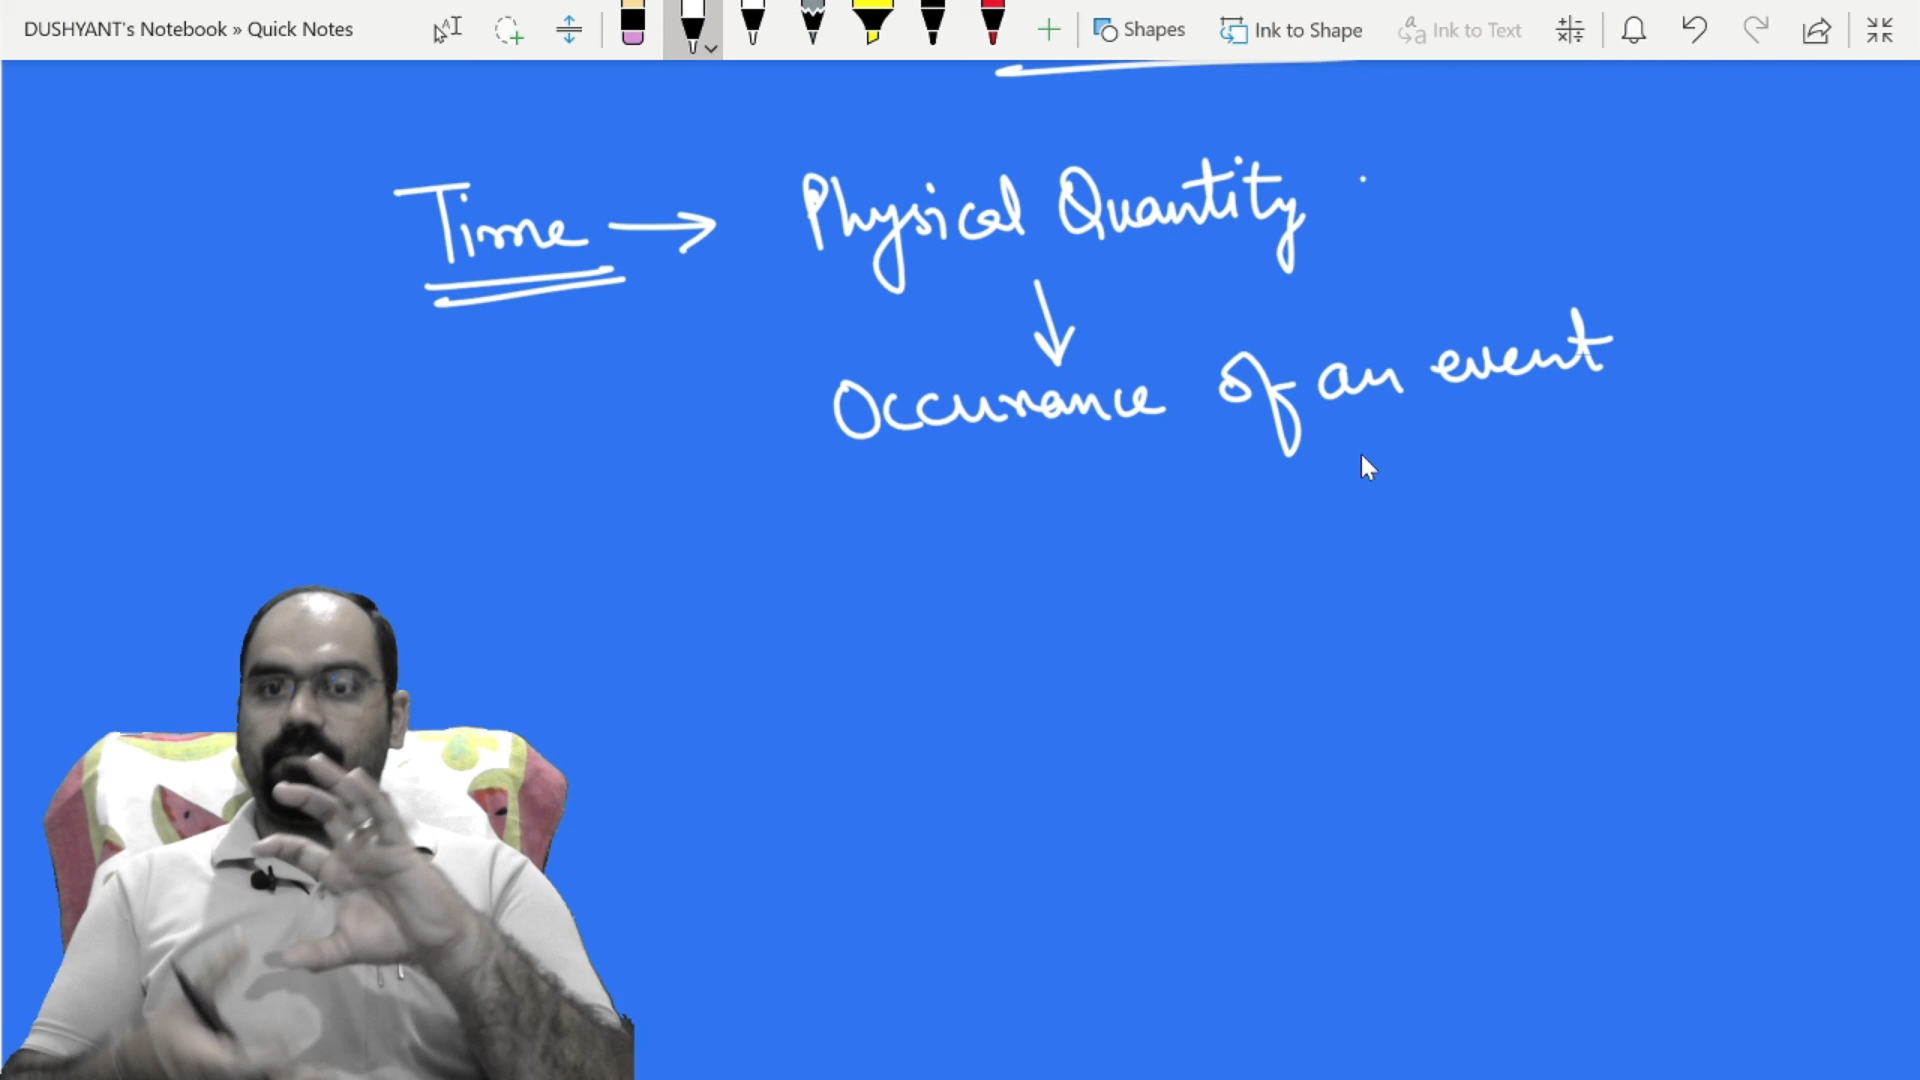 DUSHYANT's Notebook » Quick Notes
Shapes
Ink to Shape
Ink to Text
Time → Physical Quantity
↓
Occurance of an event